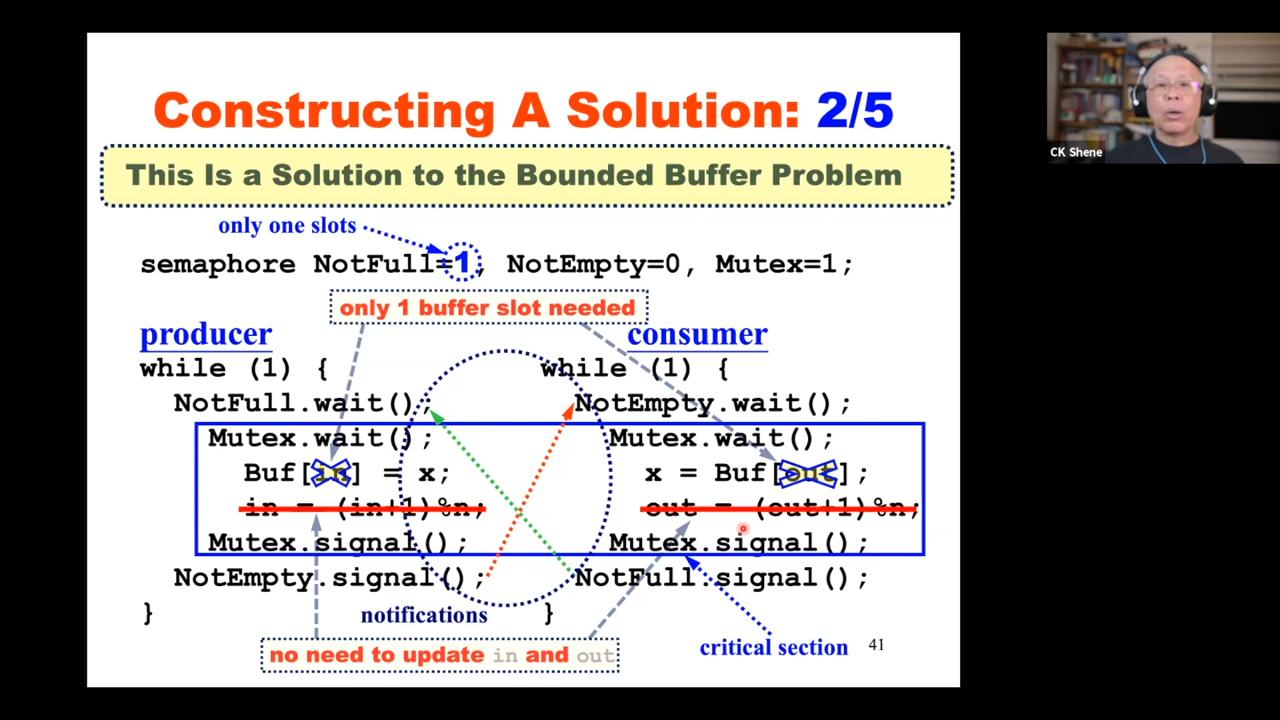 Constructing A Solution: 2/5
This Is a Solution to the Bounded Buffer Problem
only one slots
semaphore NotFull=1, NotEmpty=0, Mutex=1;
only 1 buffer slot needed
producer
while (1) {
NotFull.wait();
Mutex.wait();
Buf[in] = x;
in = (in+1)%n;
Mutex.signal();
NotEmpty.signal();
}
consumer
while (1) {
NotEmpty.wait();
Mutex.wait();
x = Buf[out];
out = (out+1)%n;
Mutex.signal();
NotFull.signal();
}
notifications
no need to update in and out
critical section
41
CK Shene